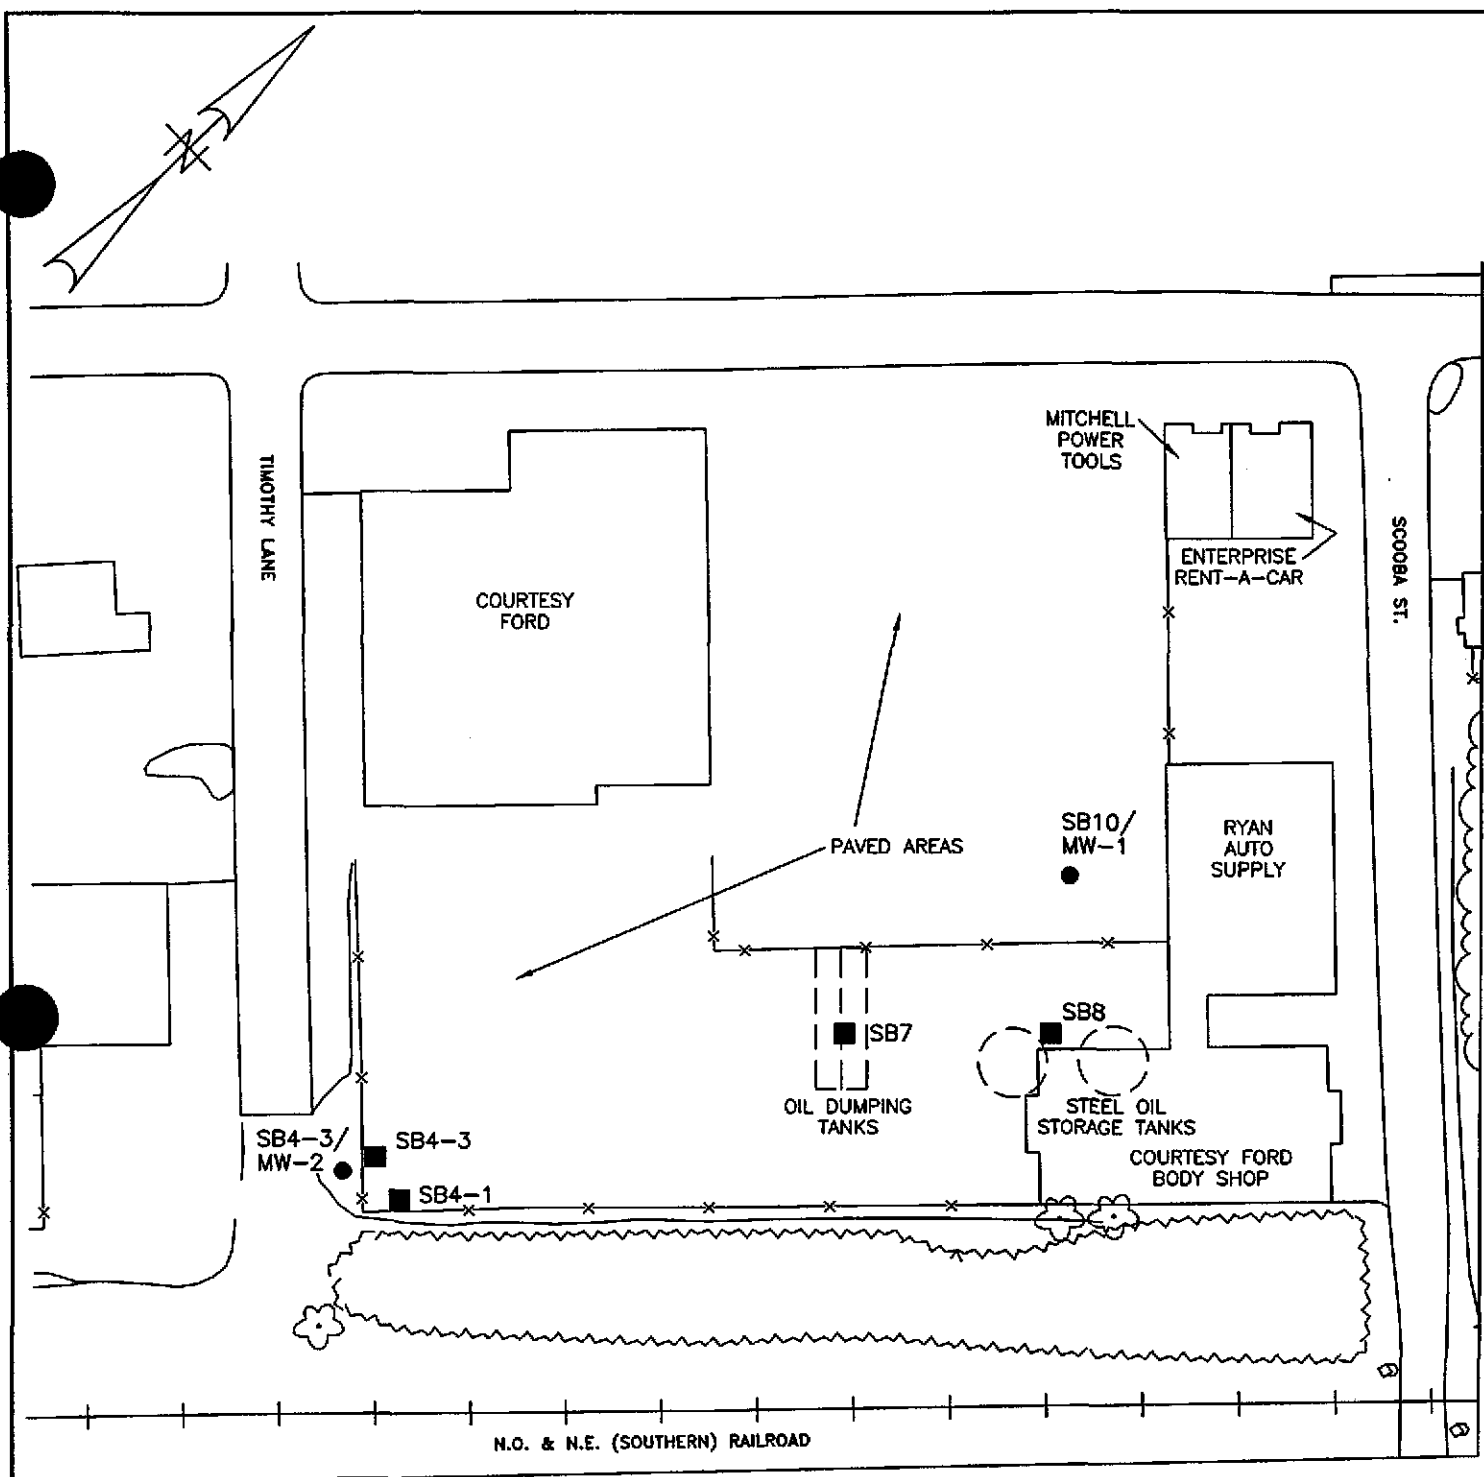 N
MITCHELL
POWER
TOOLS
TIMOTHY LANE
SCOOBA ST.
ENTERPRISE
RENT-A-CAR
COURTESY
FORD
SB10/
MW-1
RYAN
AUTO
SUPPLY
PAVED AREAS
SB7
SB8
OIL DUMPING
TANKS
STEEL OIL
STORAGE TANKS
SB4-3/
MW-2
SB4-3
COURTESY FORD
BODY SHOP
SB4-1
N.O. & N.E. (SOUTHERN) RAILROAD